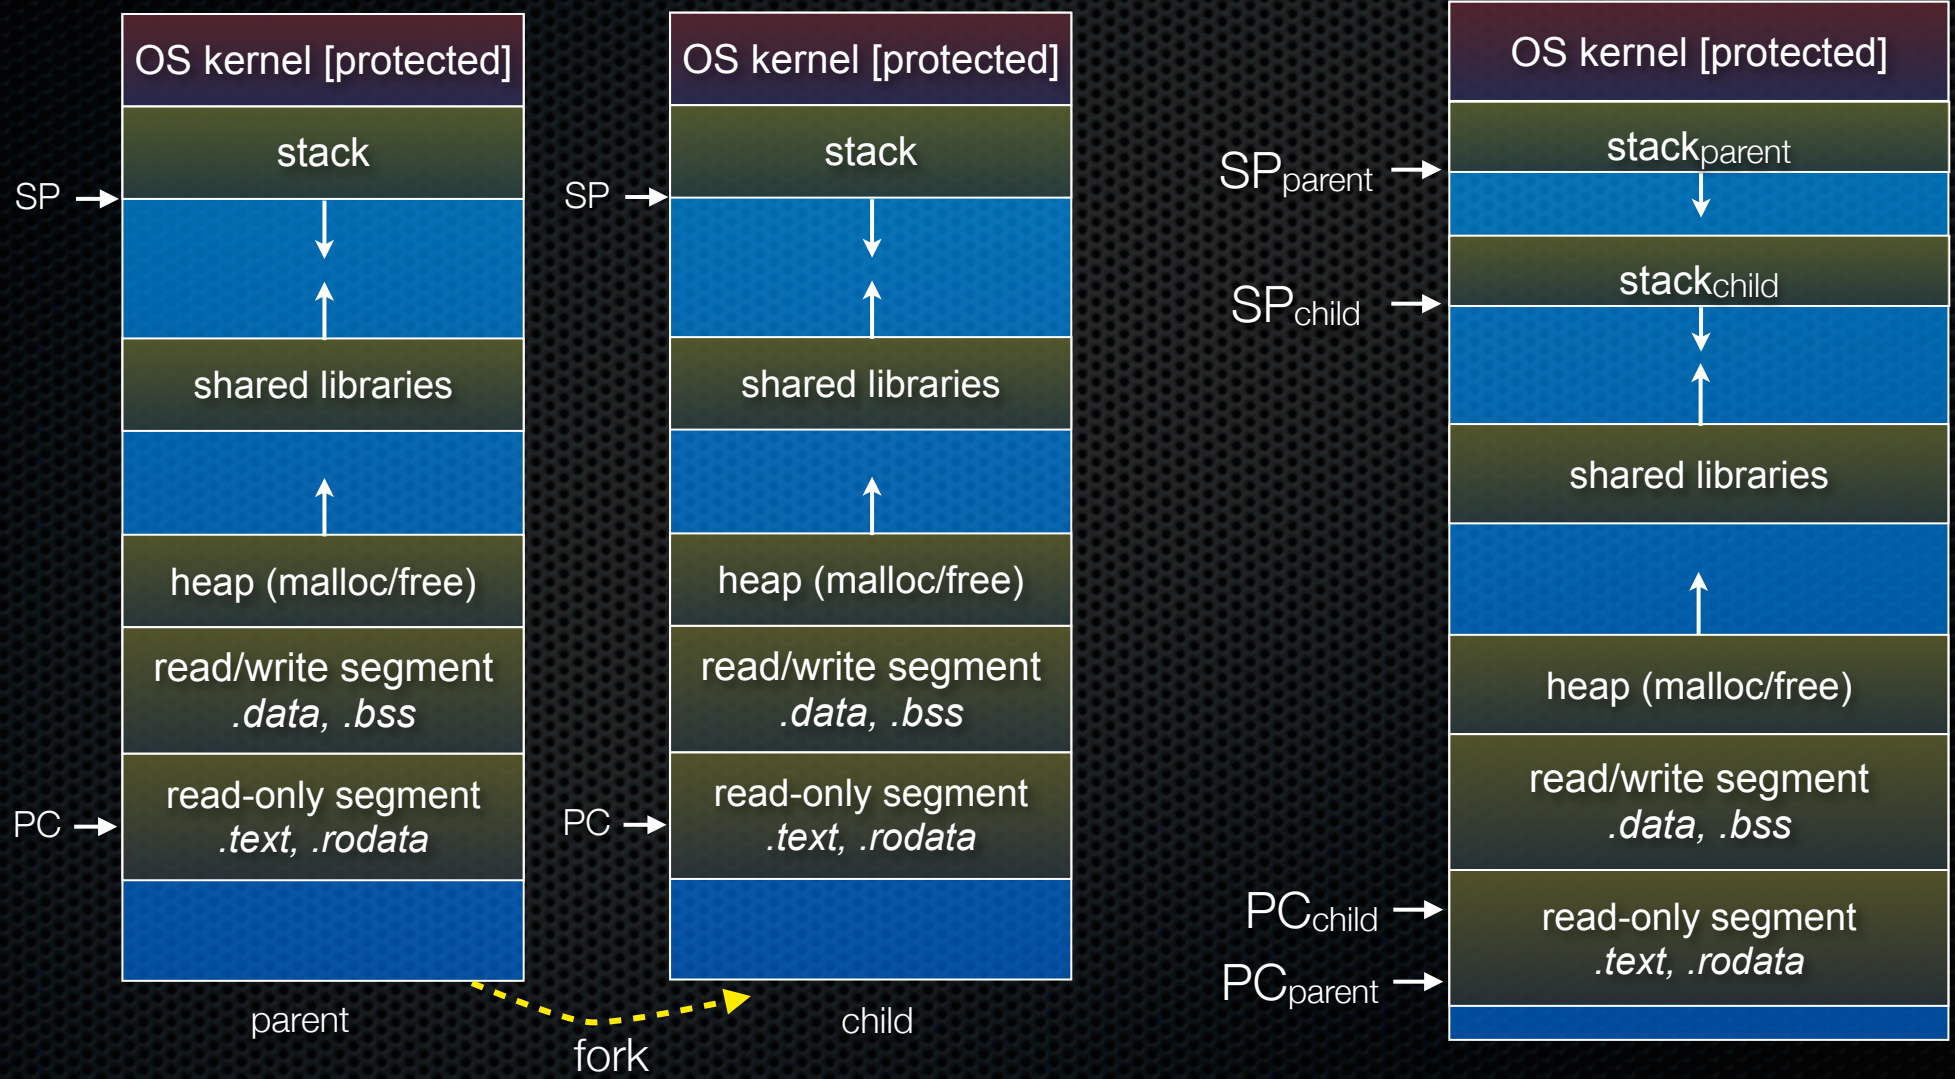 OS kernel [protected]
stack
SP
shared libraries
heap (malloc/free)
read/write segment
.data, .bss
read-only segment
.text, .rodata
PC
parent
fork
OS kernel [protected]
stack
SP
shared libraries
heap (malloc/free)
read/write segment
.data, .bss
read-only segment
.text, .rodata
PC
child
OS kernel [protected]
stackparent
SPparent
stackchild
SPchild
shared libraries
heap (malloc/free)
read/write segment
.data, .bss
PCchild
read-only segment
.text, .rodata
PCparent